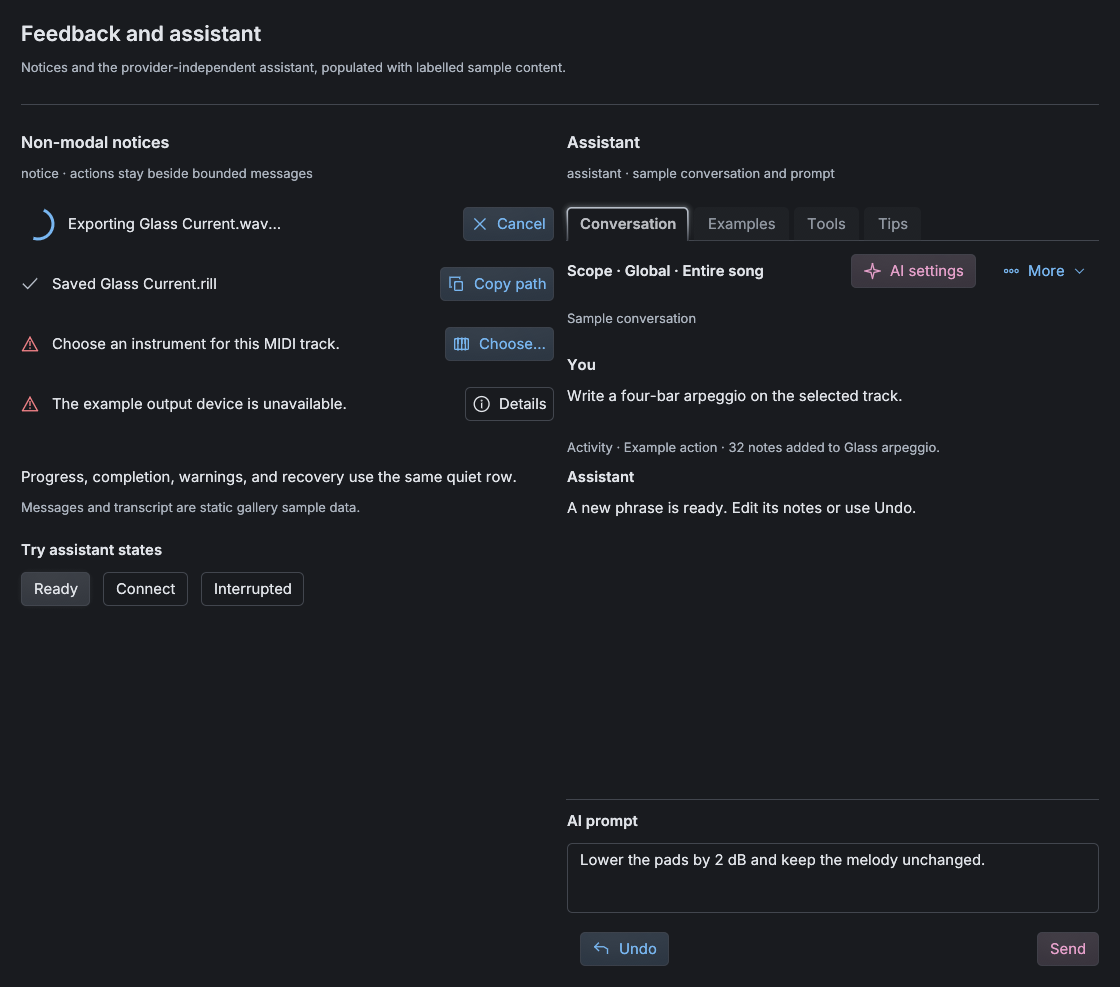 Feedback and assistant
Notices and the provider-independent assistant, populated with labelled sample content.
Non-modal notices
notice · actions stay beside bounded messages
Exporting Glass Current.wav...
Cancel
Saved Glass Current.rill
Copy path
Choose an instrument for this MIDI track.
Choose...
The example output device is unavailable.
Details
Progress, completion, warnings, and recovery use the same quiet row.
Messages and transcript are static gallery sample data.
Try assistant states
Ready
Connect
Interrupted
Assistant
assistant · sample conversation and prompt
Conversation
Examples
Tools
Tips
Scope · Global · Entire song
AI settings
More
Sample conversation
You
Write a four-bar arpeggio on the selected track.
Activity · Example action · 32 notes added to Glass arpeggio.
Assistant
A new phrase is ready. Edit its notes or use Undo.
AI prompt
Lower the pads by 2 dB and keep the melody unchanged.
Undo
Send